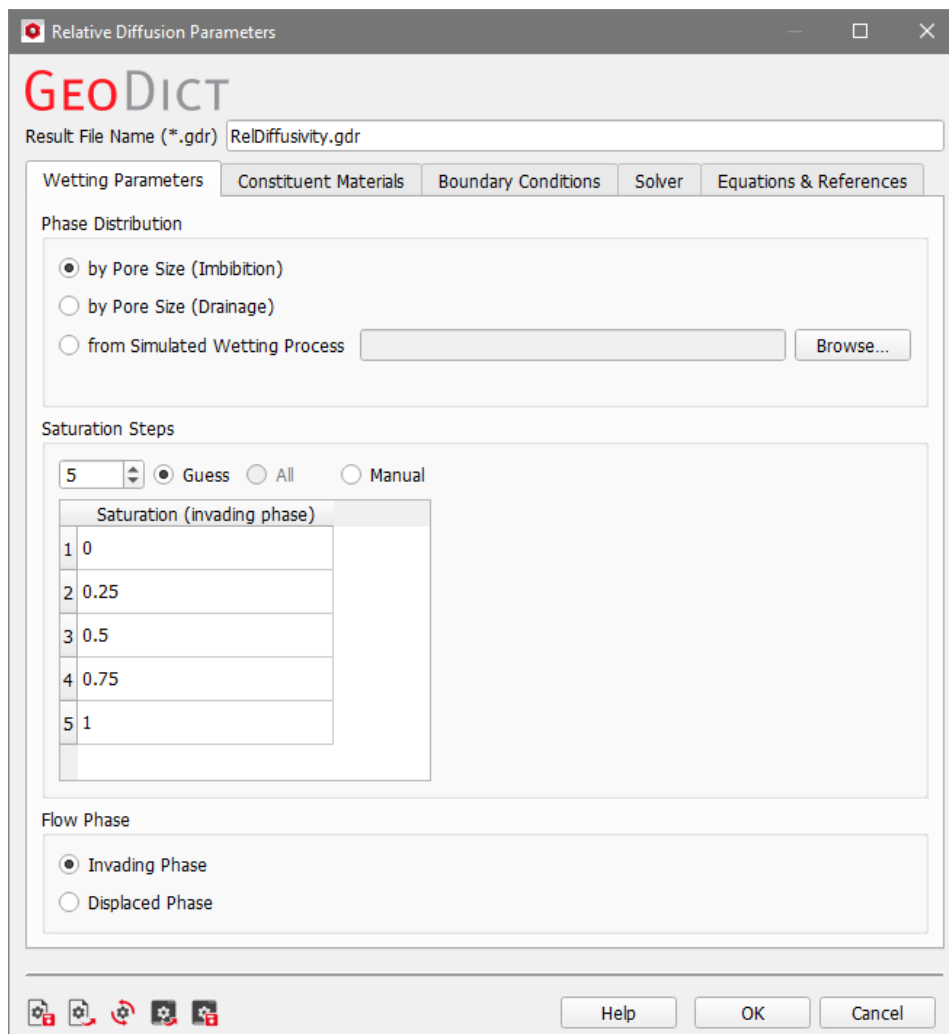 Relative Diffusion Parameters
GEODICT
Result File Name (*.gdr) RelDiffusivity.gdr
Wetting Parameters Constituent Materials Boundary Conditions Solver Equations & References
Phase Distribution
by Pore Size (Imbibition)
by Pore Size (Drainage)
from Simulated Wetting Process Browse...
Saturation Steps
5 Guess All Manual
Saturation (invading phase)
1 0
2 0.25
3 0.5
4 0.75
5 1
Flow Phase
Invading Phase
Displaced Phase
Help OK Cancel